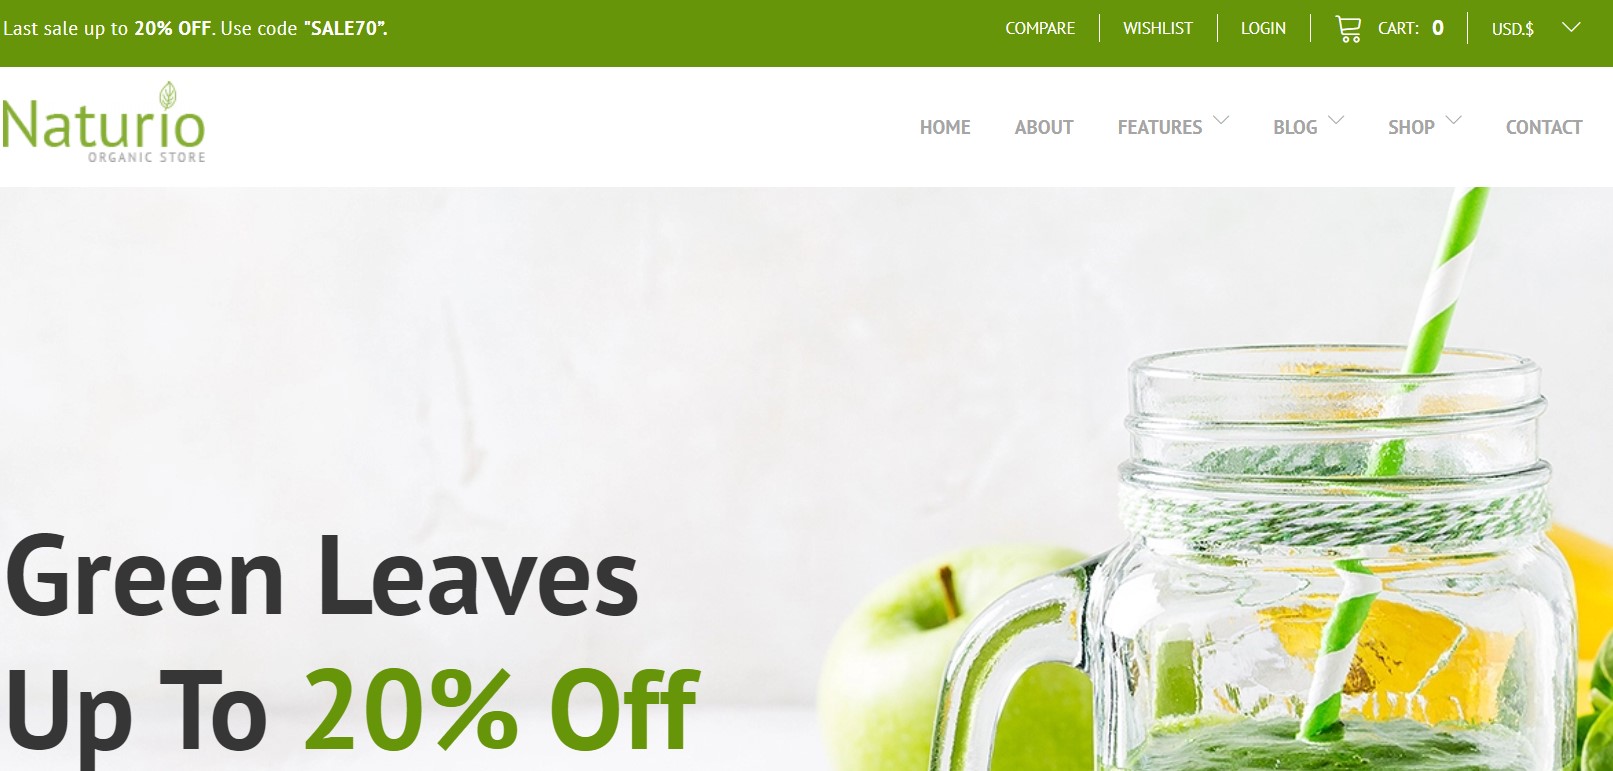 Last sale up to 20% OFF. Use code "SALE70”.
COMPARE
WISHLIST
LOGIN
CART: 0
USD.$
Naturio
ORGANIC STORE
HOME
ABOUT
FEATURES
BLOG
SHOP
CONTACT
Green Leaves
Up To 20% Off